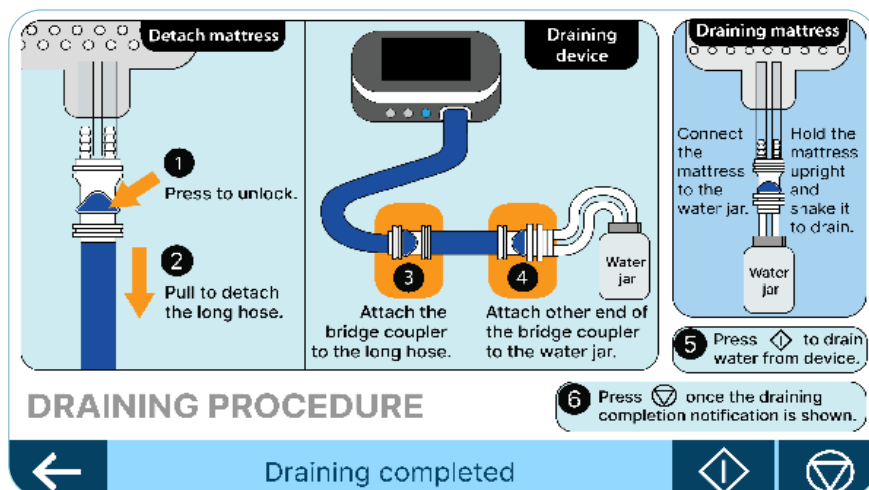 Detach mattress
1
Press to unlock.
2
Pull to detach
the long hose.
Draining
device
3
Attach the
bridge coupler
to the long hose.
4
Attach other end of
the bridge coupler
to the water jar.
Water
jar
Draining mattress
Connect
the
mattress
to the
water jar.
Hold the
mattress
upright
and
shake it
to drain.
Water
jar
5 Press to drain
water from device.
6 Press once the draining
completion notification is shown.
DRAINING PROCEDURE
Draining completed